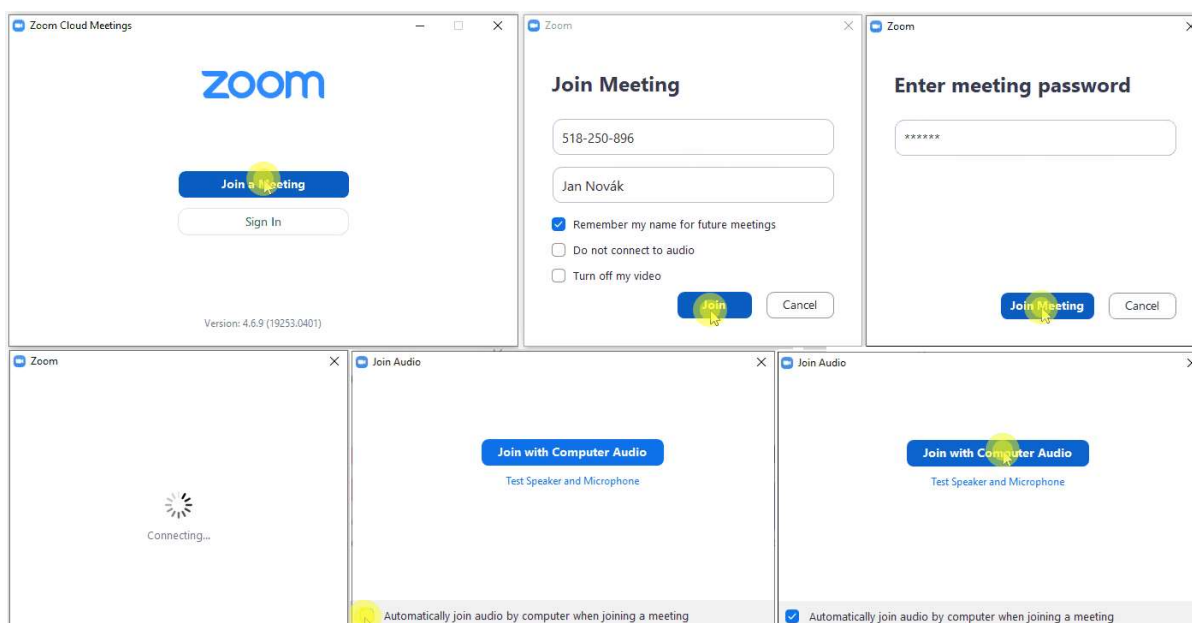 Zoom Cloud Meetings
zoom
Join a Meeting
Sign In
Version: 4.6.9 (19253.0401)
Zoom
Join Meeting
518-250-896
Jan Novák
Remember my name for future meetings
Do not connect to audio
Turn off my video
Join
Cancel
Zoom
Enter meeting password
******
Join Meeting
Cancel
Zoom
Connecting...
Join Audio
Join with Computer Audio
Test Speaker and Microphone
Automatically join audio by computer when joining a meeting
Join Audio
Join with Computer Audio
Test Speaker and Microphone
Automatically join audio by computer when joining a meeting